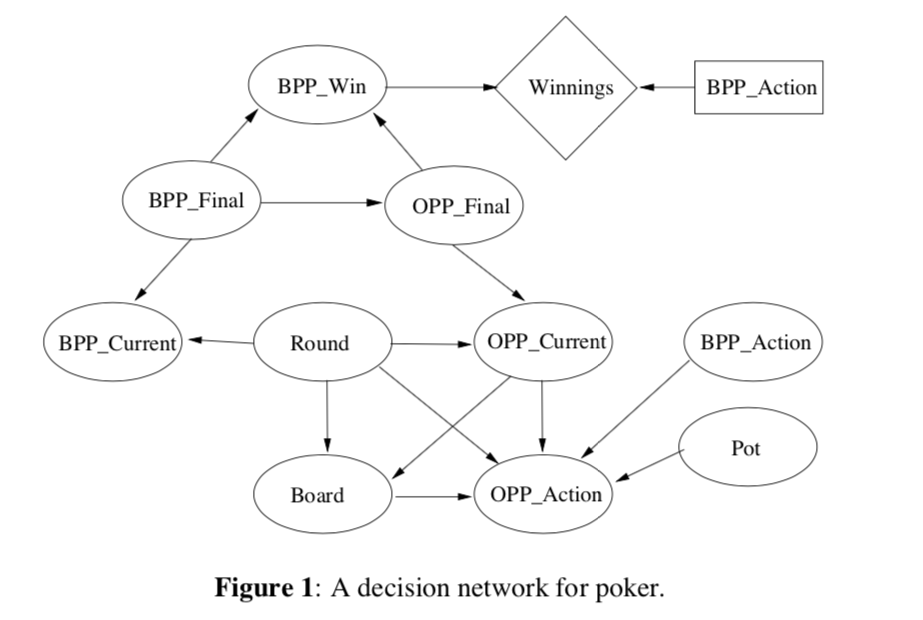 BPP_Win
Winnings
BPP_Action
BPP_Final
OPP_Final
BPP_Current
Round
OPP_Current
BPP_Action
Pot
Board
OPP_Action
Figure 1: A decision network for poker.